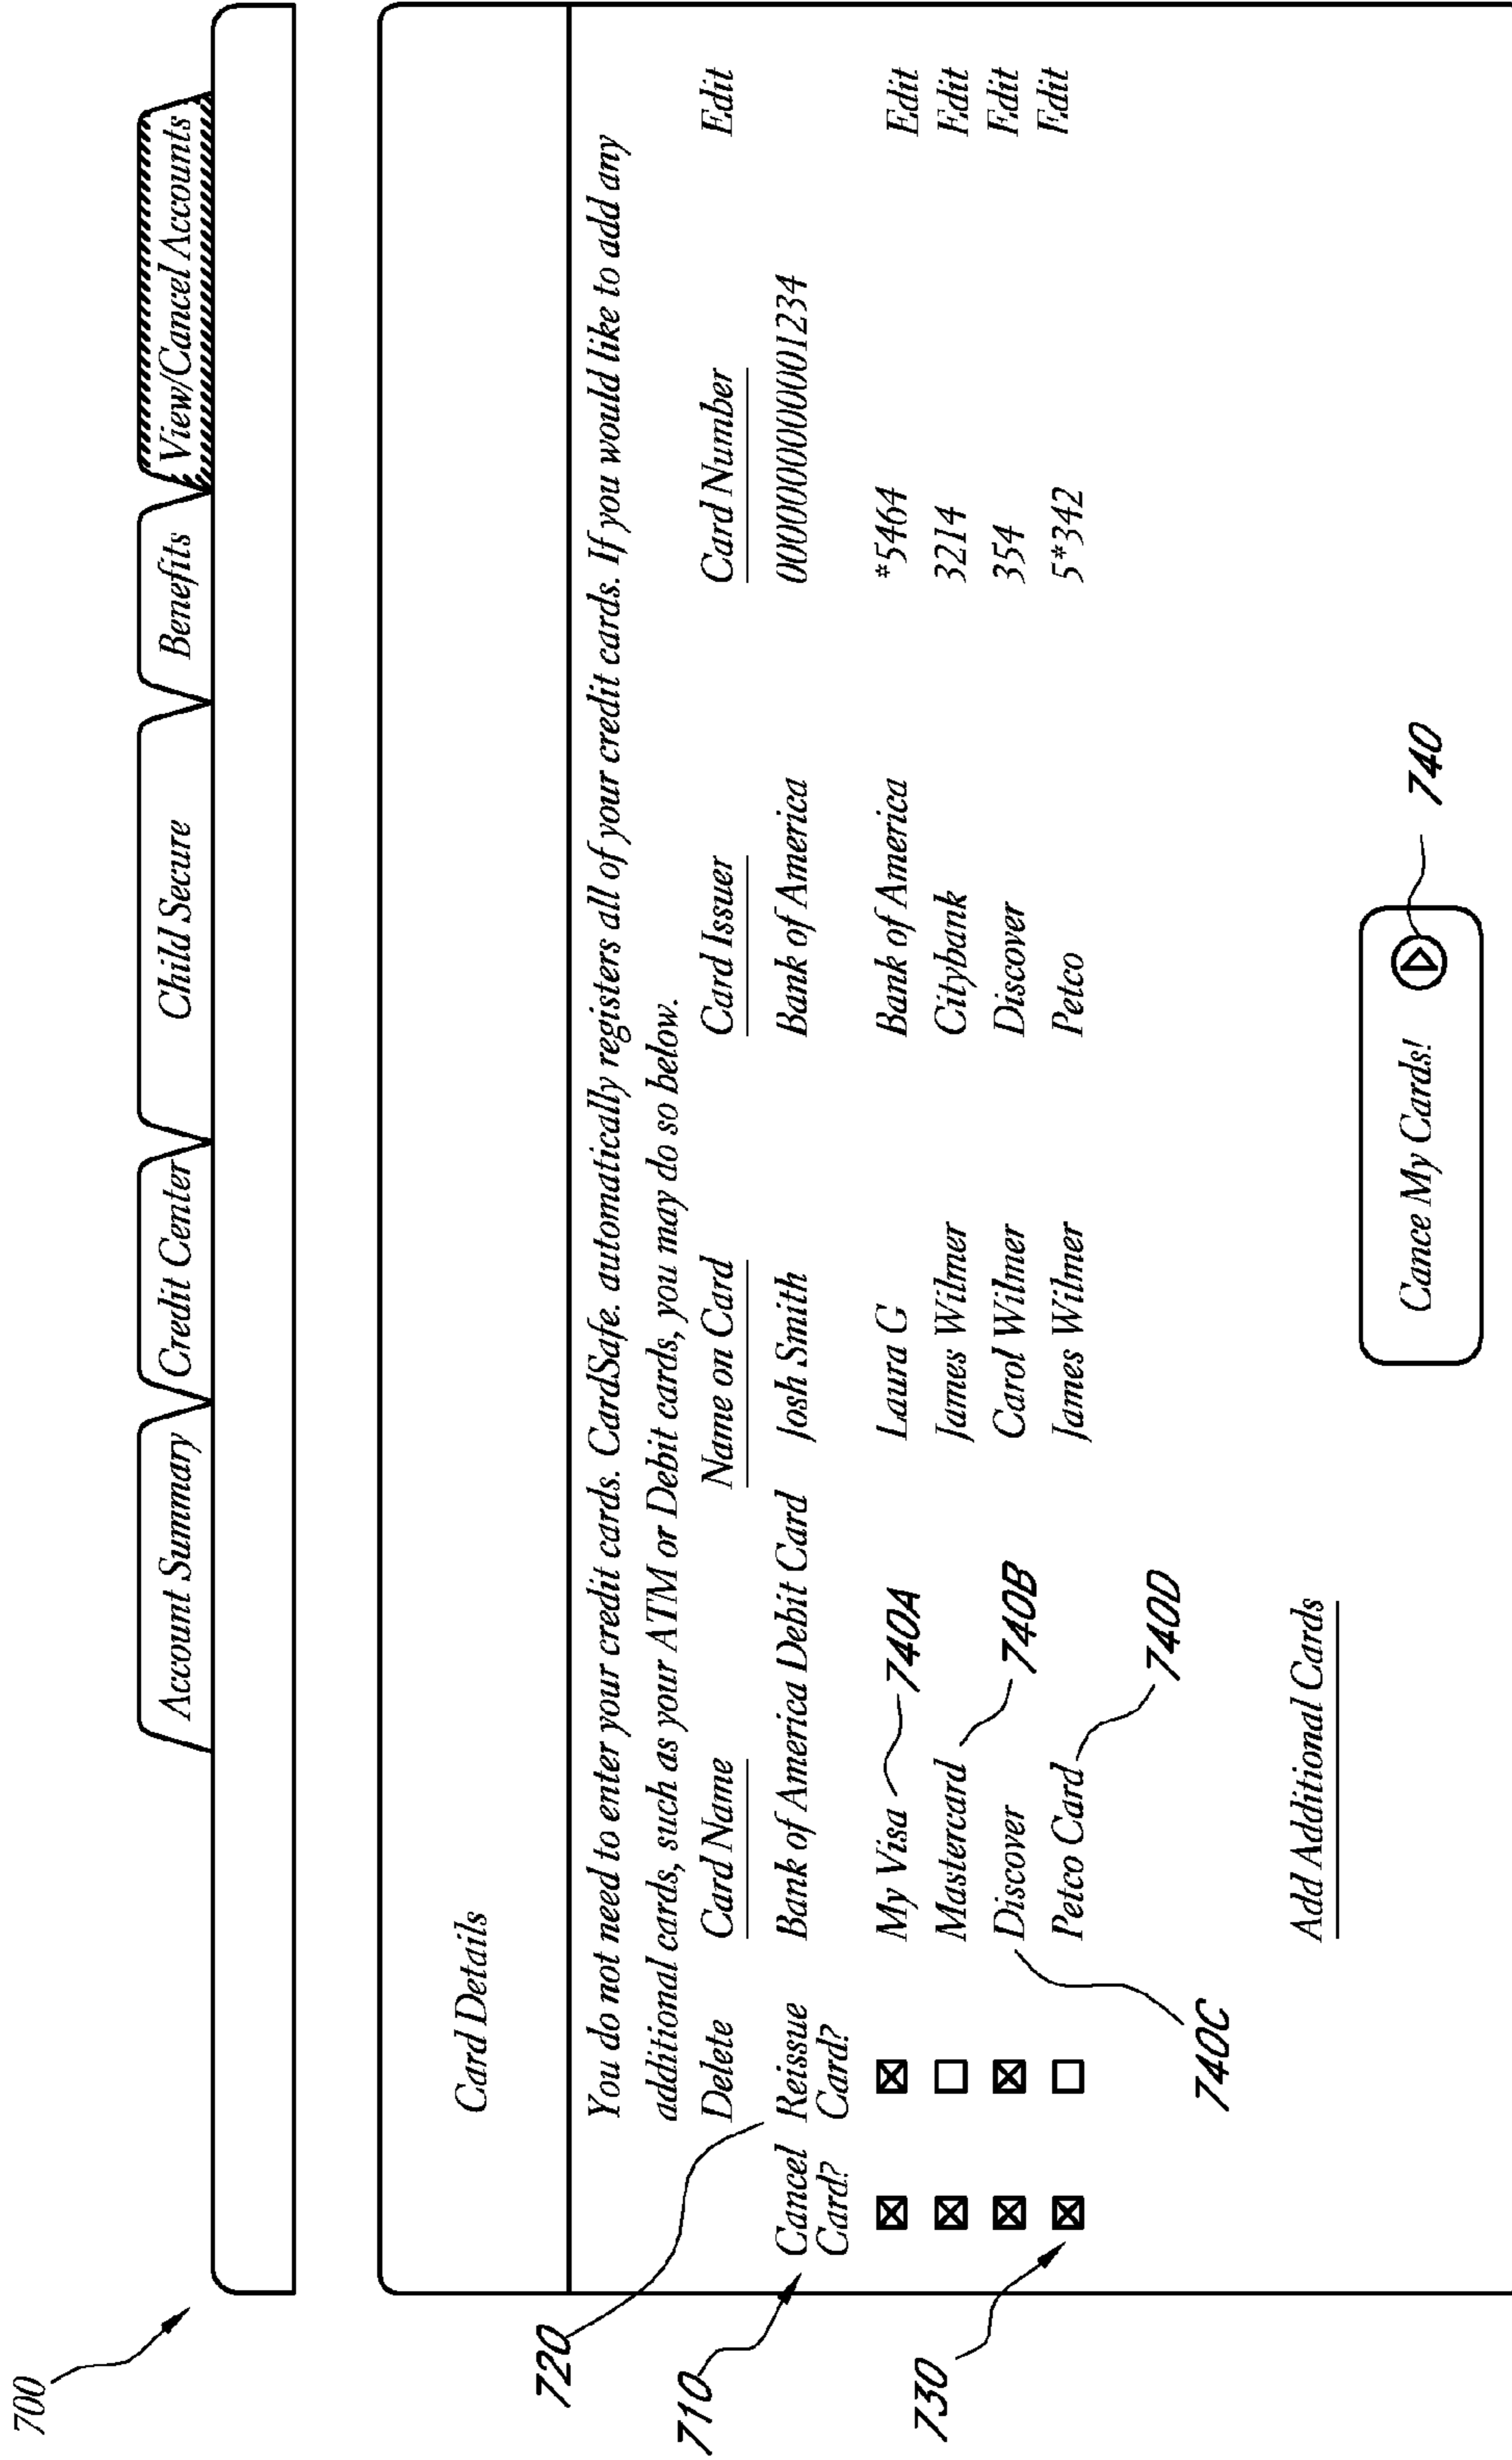 700
Account Summary Credit Center Child Secure Benefits View/Cancel Accounts
Card Details
You do not need to enter your credit cards. CardSafe. automatically registers all of your credit cards. If you would like to add any
additional cards, such as your ATM or Debit cards, you may do so below.
720
Delete Card Name Name on Card Card Issuer Card Number Edit
710
Cancel Card? Reissue Card? Bank of America Debit Card Josh Smith Bank of America 0000000000001234
My Visa 740A Laura G Bank of America *5464 Edit
730
Mastercard 740B James Wilmer Citybank 3214 Edit
Discover Carol Wilmer Discover 354 Edit
Petco Card 740D James Wilmer Petco 5*342 Edit
740C
Add Additional Cards
Cance My Cards! 740